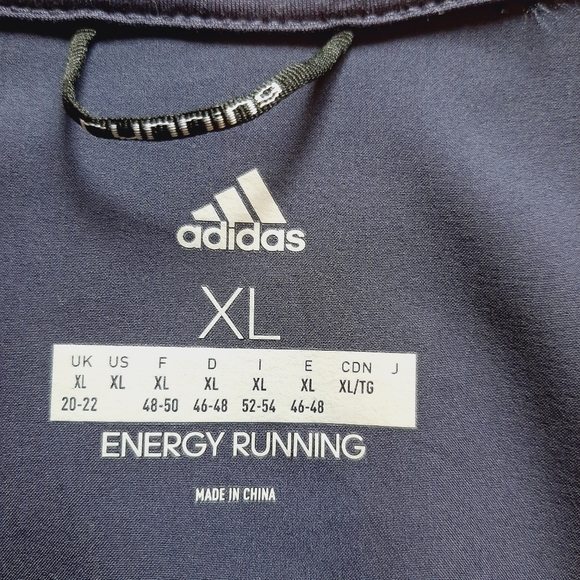 running
adidas
XL
UK US F D I E CDN J
XL XL XL XL XL XL XL/TG
20-22 48-50 46-48 52-54 46-48
ENERGY RUNNING
MADE IN CHINA